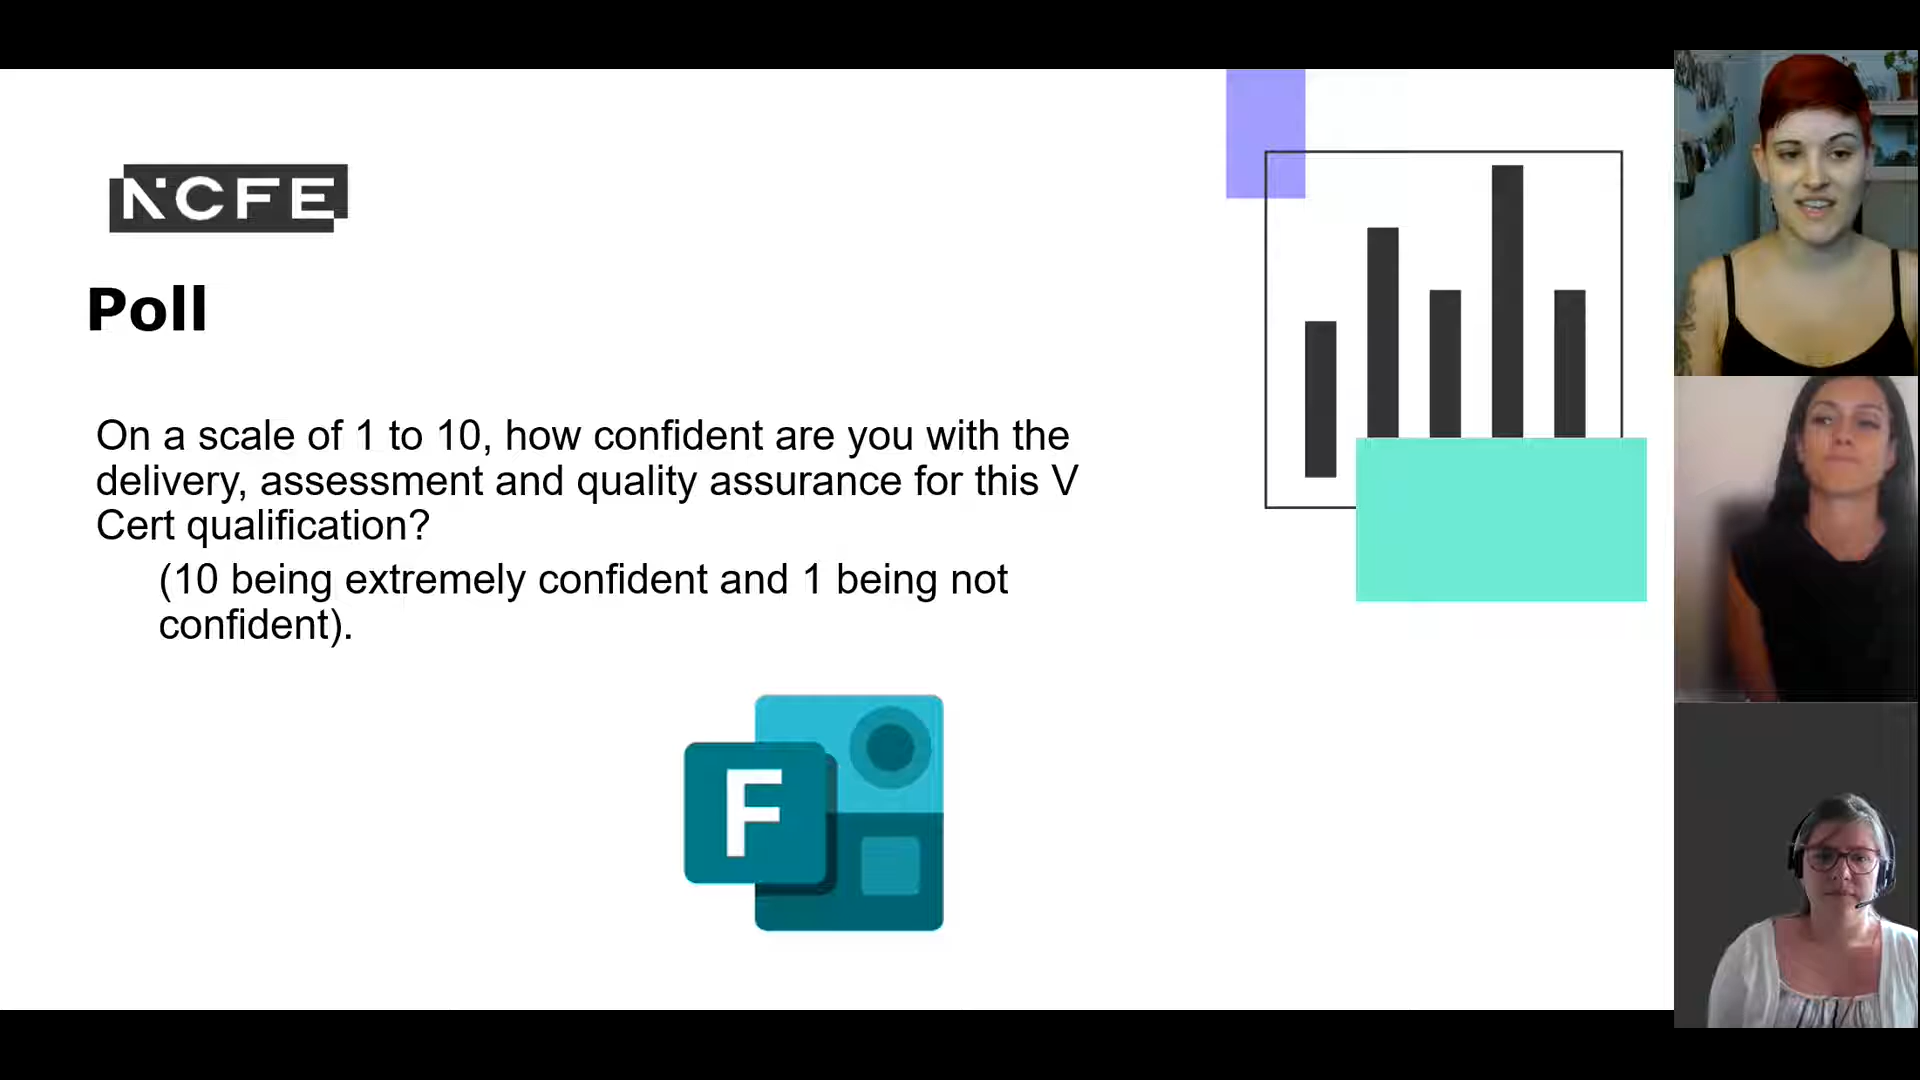 NCFE
Poll
On a scale of 1 to 10, how confident are you with the
delivery, assessment and quality assurance for this V
Cert qualification?
(10 being extremely confident and 1 being not
confident).
F